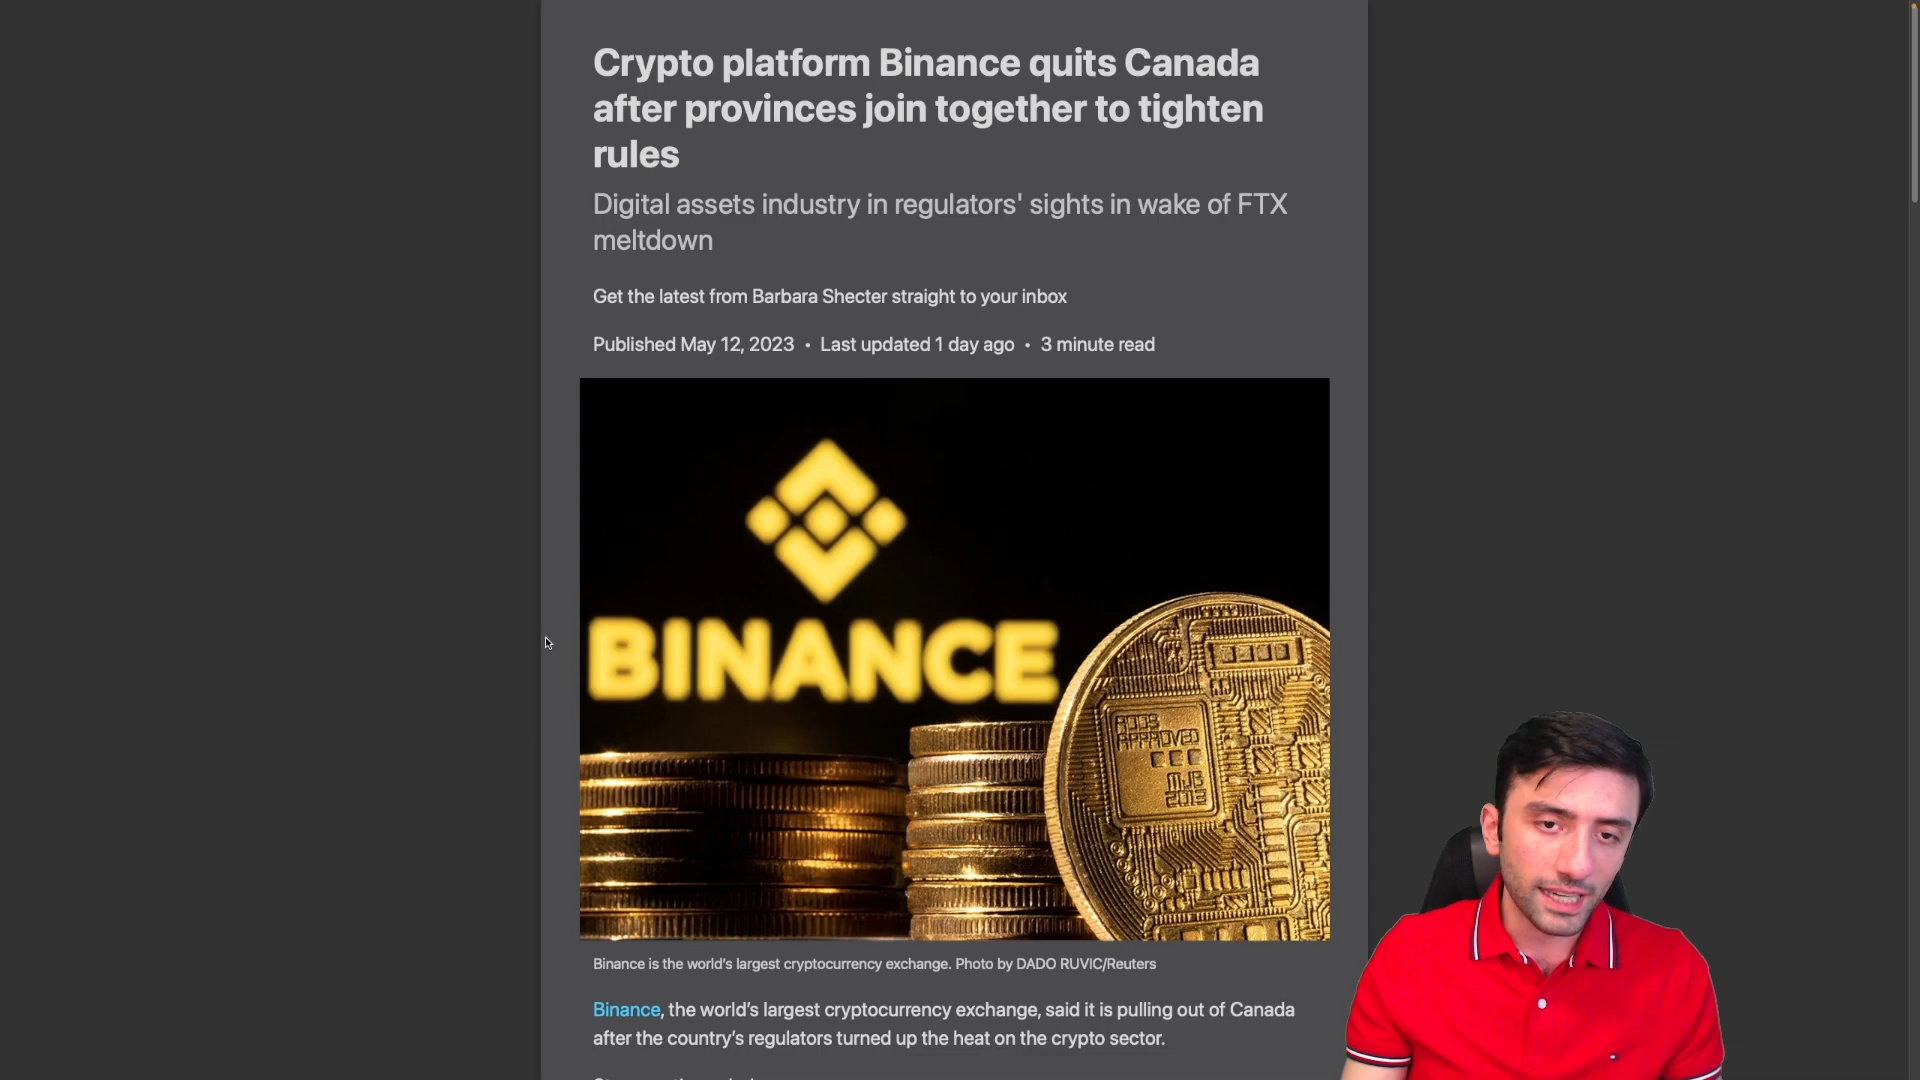 Crypto platform Binance quits Canada
after provinces join together to tighten
rules
Digital assets industry in regulators' sights in wake of FTX
meltdown
Get the latest from Barbara Shecter straight to your inbox
Published May 12, 2023 • Last updated 1 day ago • 3 minute read
BINANCE
APPROVED
MJB
2013
Binance is the world’s largest cryptocurrency exchange. Photo by DADO RUVIC/Reuters
Binance, the world’s largest cryptocurrency exchange, said it is pulling out of Canada
after the country’s regulators turned up the heat on the crypto sector.